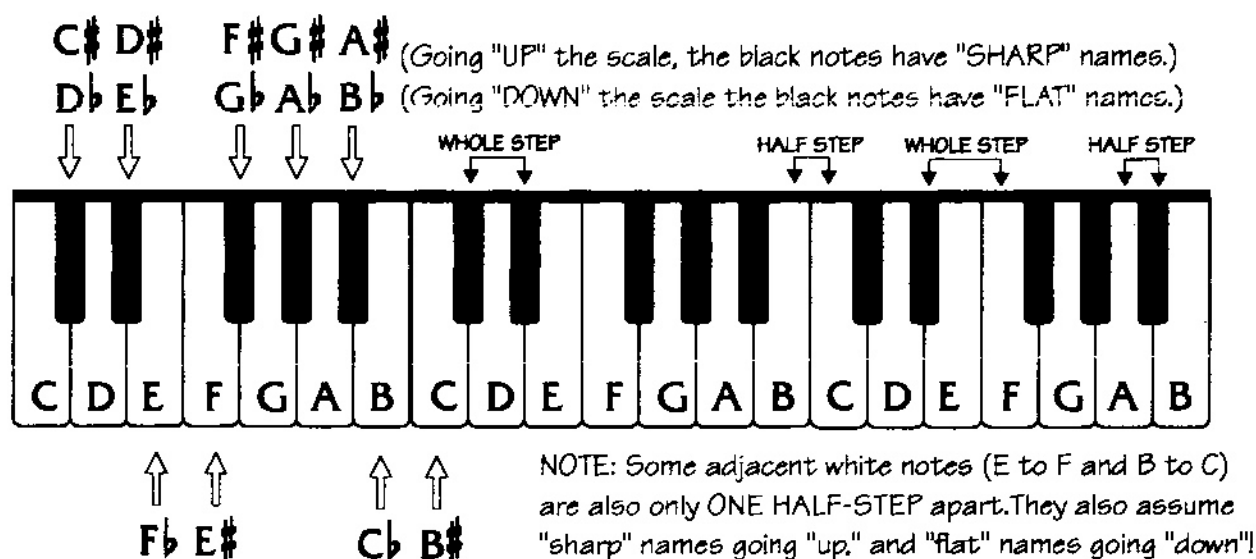 C# D# F# G# A# (Going "UP" the scale, the black notes have "SHARP" names.)
D♭ E♭ G♭ A♭ B♭ (Going "DOWN" the scale the black notes have "FLAT" names.)
WHOLE STEP HALF STEP WHOLE STEP HALF STEP
C D E F G A B C D E F G A B C D E F G A B
NOTE: Some adjacent white notes (E to F and B to C)
are also only ONE HALF-STEP apart.They also assume
F♭ E# C♭ B# "sharp" names going "up," and "flat" names going "down"